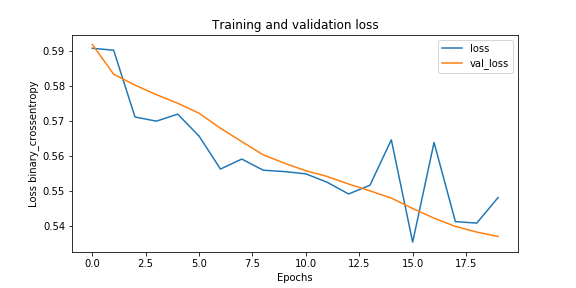 Training and validation loss
loss
val_loss
Loss binary_crossentropy
0.59
0.58
0.57
0.56
0.55
0.54
0.0 2.5 5.0 7.5 10.0 12.5 15.0 17.5
Epochs